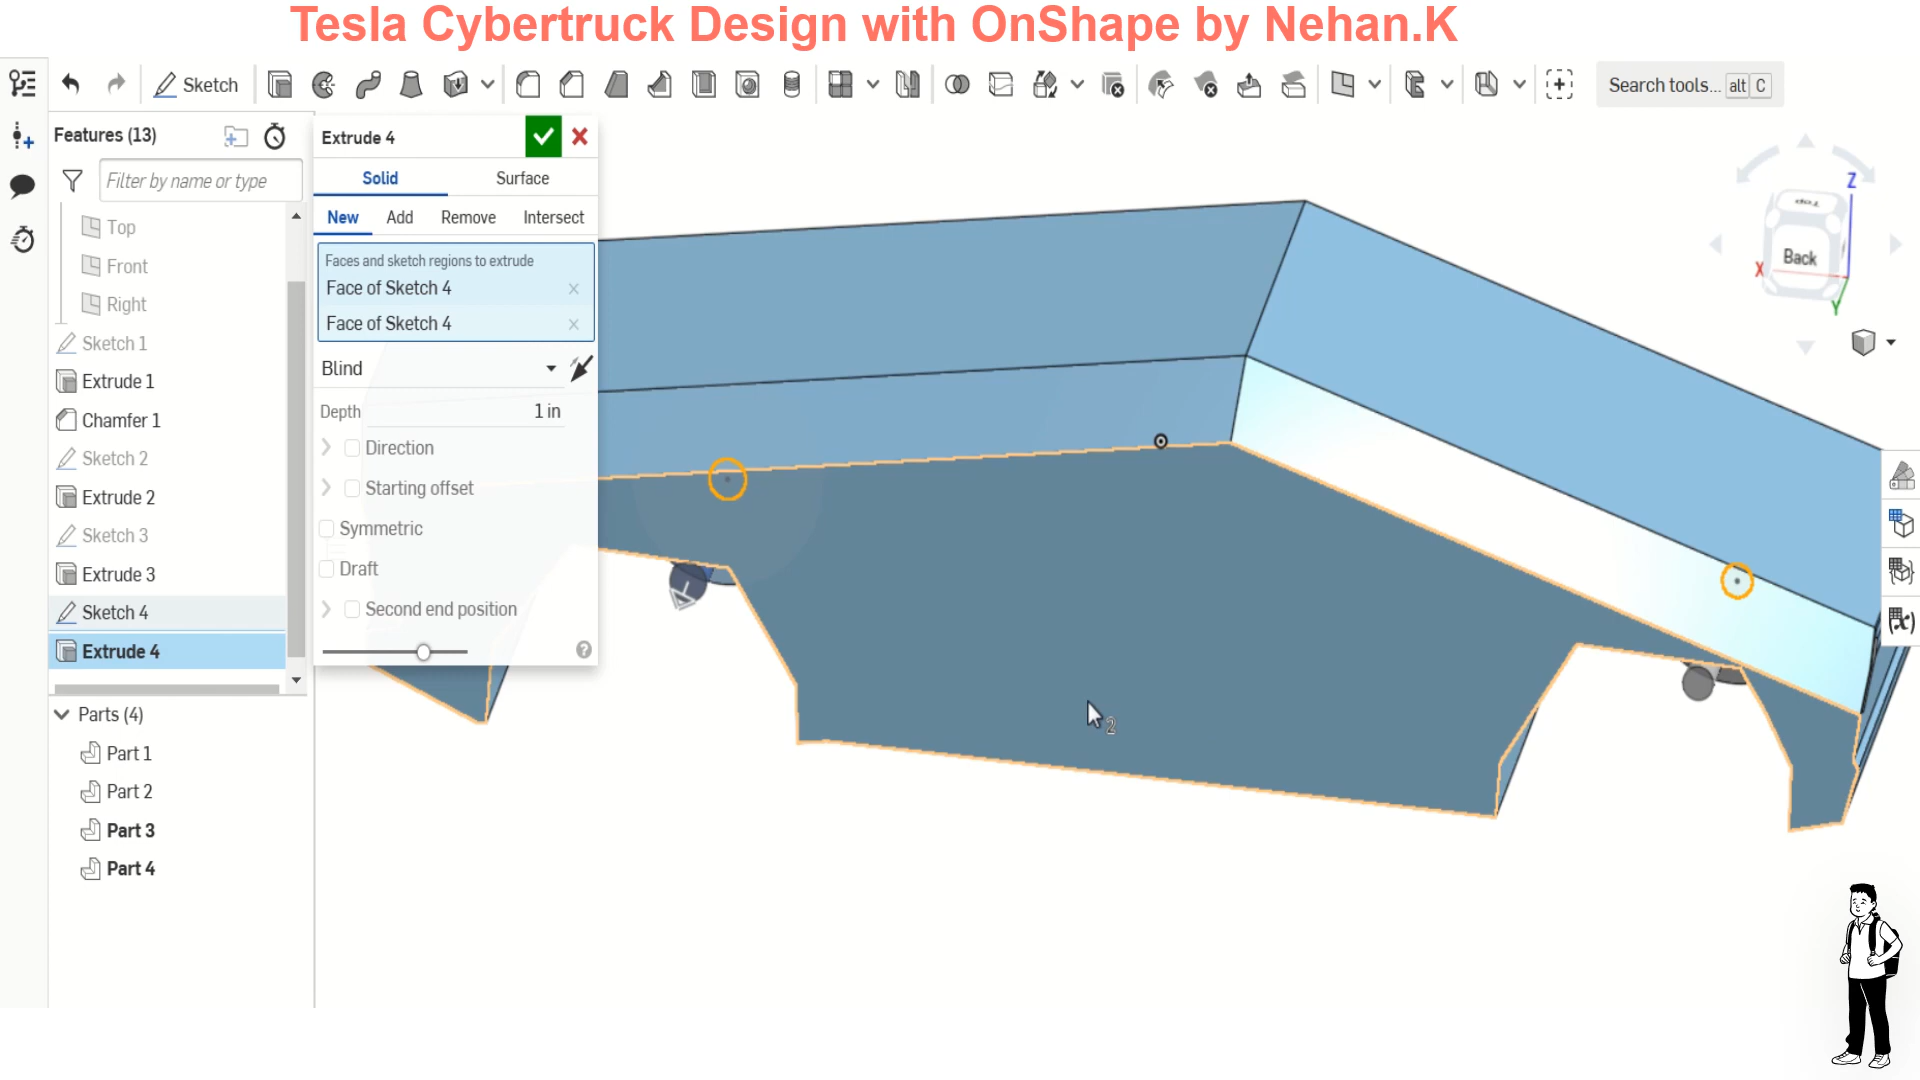 Tesla Cybertruck Design with OnShape by Nehan.K
Sketch
Search tools... alt C
Features (13)
Filter by name or type
Top
Front
Right
Sketch 1
Extrude 1
Chamfer 1
Sketch 2
Extrude 2
Sketch 3
Extrude 3
Sketch 4
Extrude 4
Parts (4)
Part 1
Part 2
Part 3
Part 4
Extrude 4
Solid Surface
New Add Remove Intersect
Faces and sketch regions to extrude
Face of Sketch 4
Face of Sketch 4
Blind
Depth 1 in
Direction
Starting offset
Symmetric
Draft
Second end position
2
Z
Top
Back
X
Y
(x)